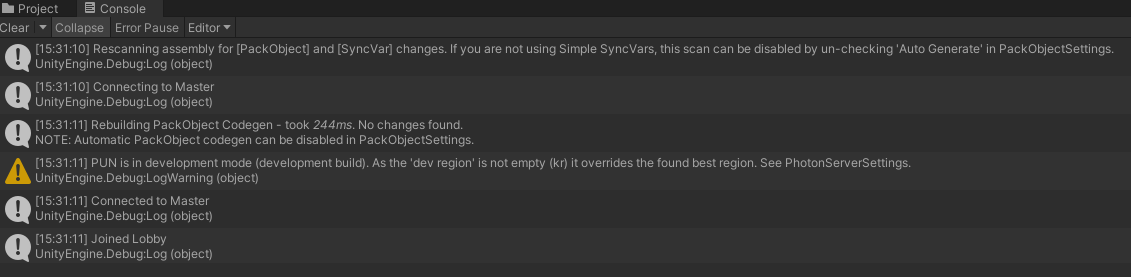 Project Console
Clear Collapse Error Pause Editor
[15:31:10] Rescanning assembly for [PackObject] and [SyncVar] changes. If you are not using Simple SyncVars, this scan can be disabled by un-checking 'Auto Generate' in PackObjectSettings.
UnityEngine.Debug:Log (object)
[15:31:10] Connecting to Master
UnityEngine.Debug:Log (object)
[15:31:11] Rebuilding PackObject Codegen - took 244ms. No changes found.
NOTE: Automatic PackObject codegen can be disabled in PackObjectSettings.
[15:31:11] PUN is in development mode (development build). As the 'dev region' is not empty (kr) it overrides the found best region. See PhotonServerSettings.
UnityEngine.Debug:LogWarning (object)
[15:31:11] Connected to Master
UnityEngine.Debug:Log (object)
[15:31:11] Joined Lobby
UnityEngine.Debug:Log (object)